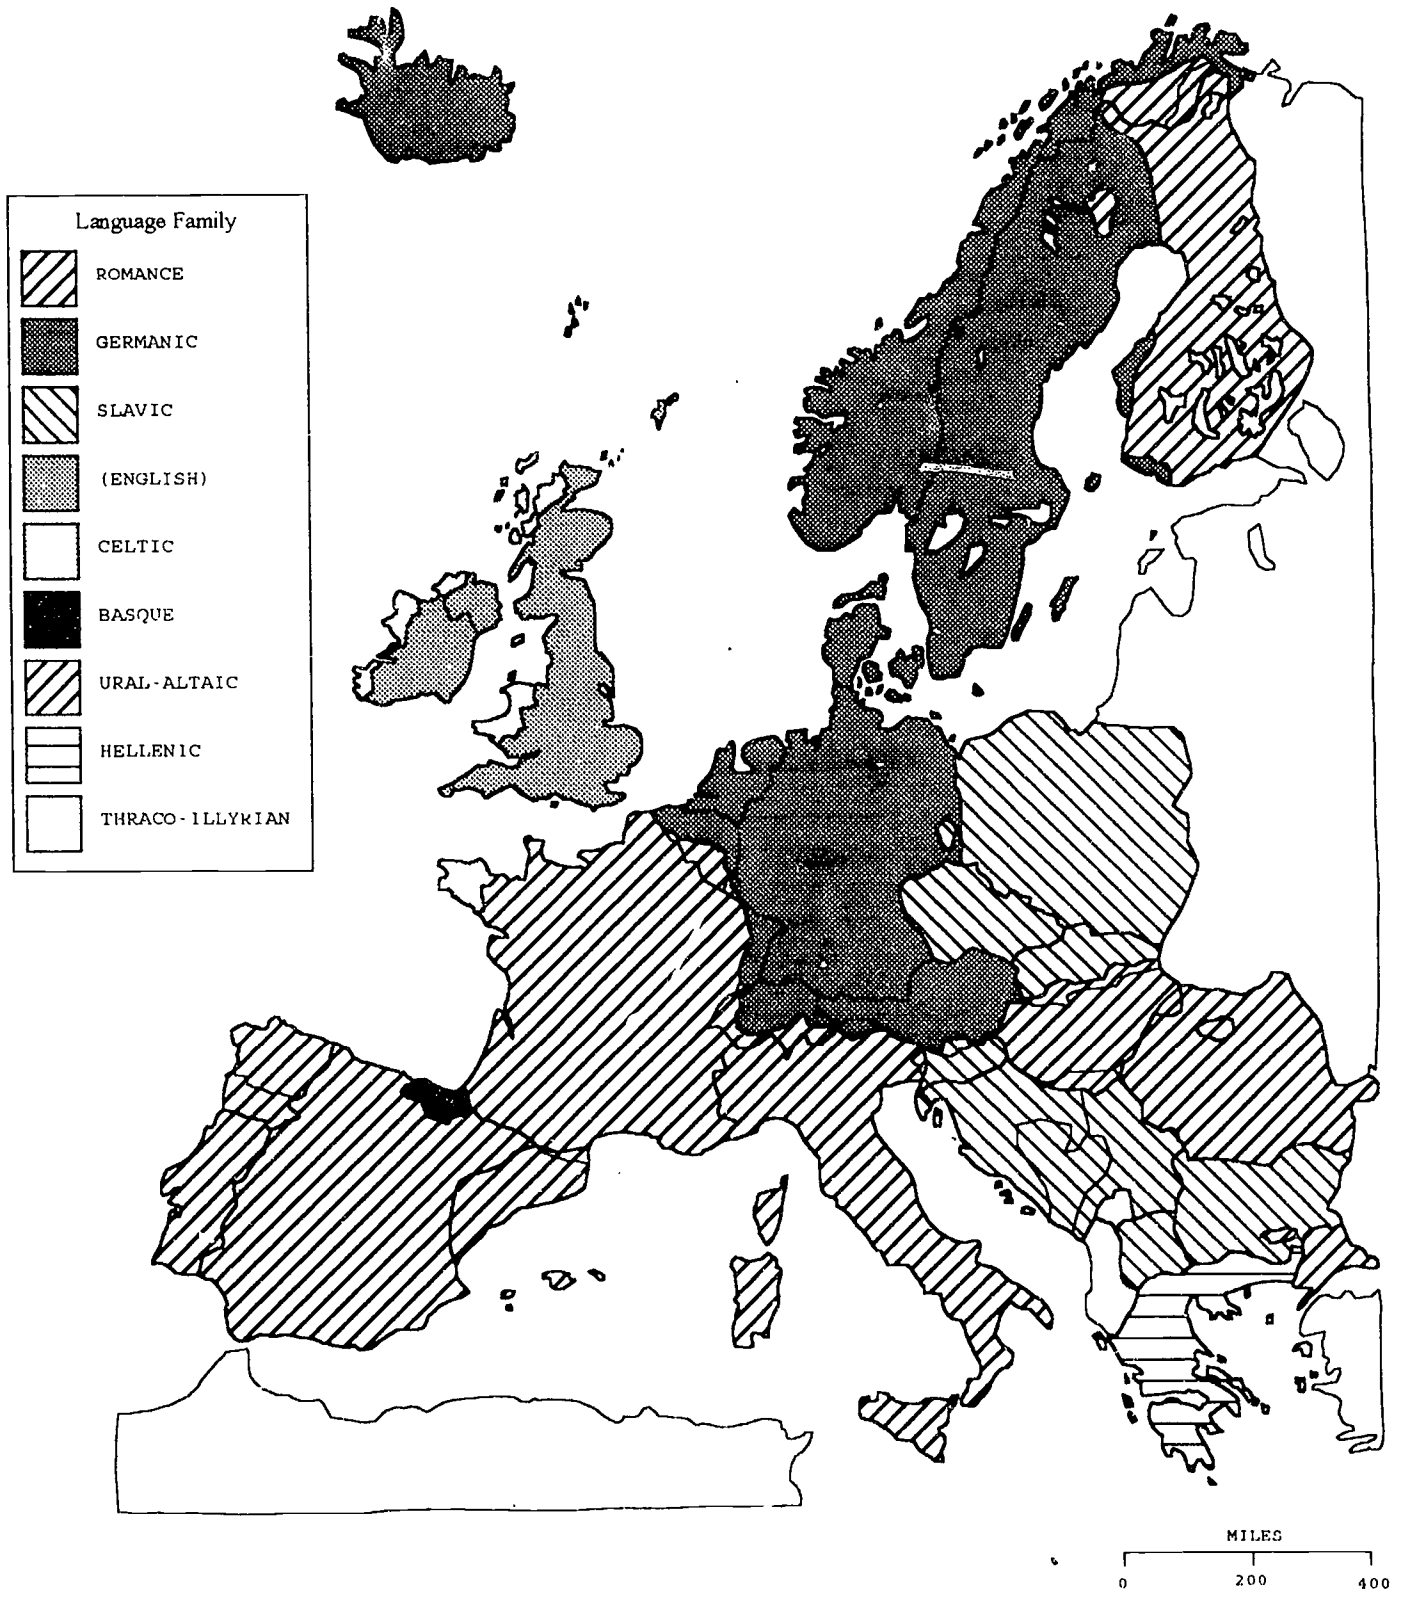 Language Family
ROMANCE
GERMANIC
SLAVIC
(ENGLISH)
CELTIC
BASQUE
URAL-ALTAIC
HELLENIC
THRACO-ILLYRIAN
MILES
0 200 400